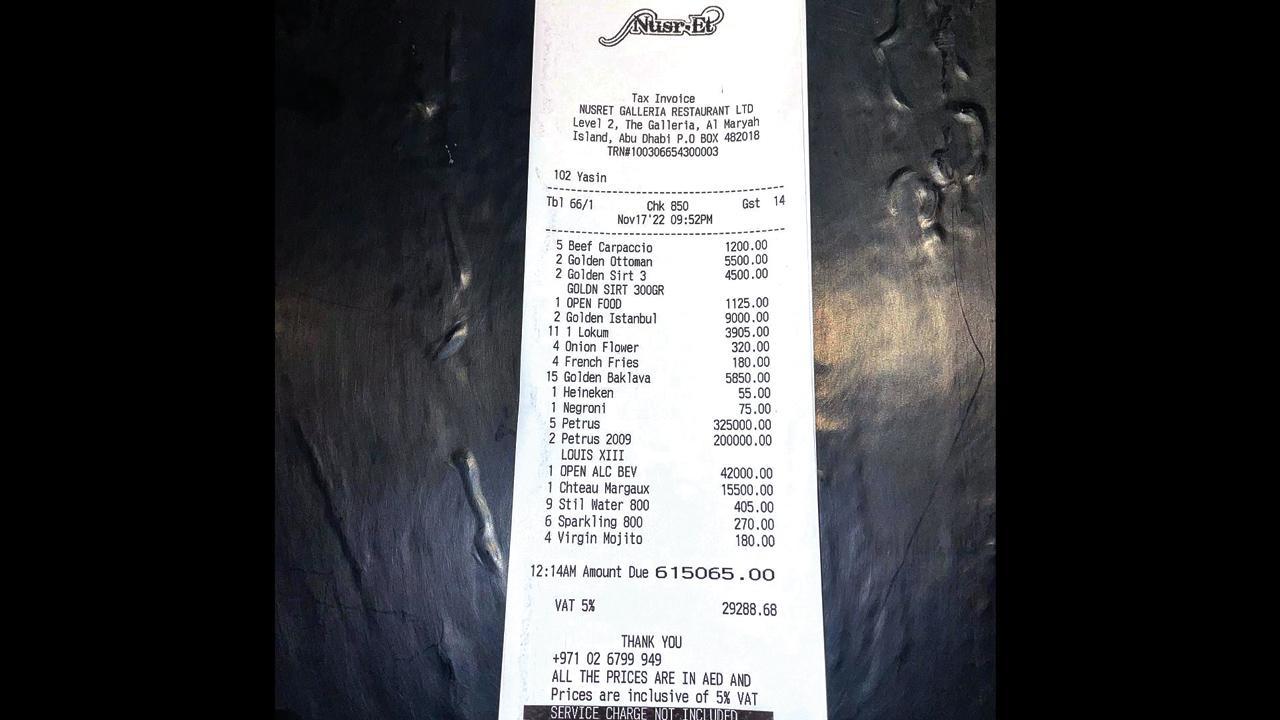 Nusr-Et
Tax Invoice
NUSRET GALLERIA RESTAURANT LTD
Level 2, The Galleria, Al Maryah
Island, Abu Dhabi P.O BOX 482018
TRN#100306654300003
102 Yasin
Tbl 66/1 Chk 850 Gst 14
Nov17'22 09:52PM
5 Beef Carpaccio 1200.00
2 Golden Ottoman 5500.00
2 Golden Sirt 3 4500.00
GOLDN SIRT 300GR
1 OPEN FOOD 1125.00
2 Golden Istanbul 9000.00
11 1 Lokum 3905.00
4 Onion Flower 320.00
4 French Fries 180.00
15 Golden Baklava 5850.00
1 Heineken 55.00
1 Negroni 75.00
5 Petrus 325000.00
2 Petrus 2009 200000.00
LOUIS XIII
1 OPEN ALC BEV 42000.00
1 Chteau Margaux 15500.00
9 Stil Water 800 405.00
6 Sparkling 800 270.00
4 Virgin Mojito 180.00
12:14AM Amount Due 615065.00
VAT 5% 29288.68
THANK YOU
+971 02 6799 949
ALL THE PRICES ARE IN AED AND
Prices are inclusive of 5% VAT
SERVICE CHARGE NOT INCLUDED